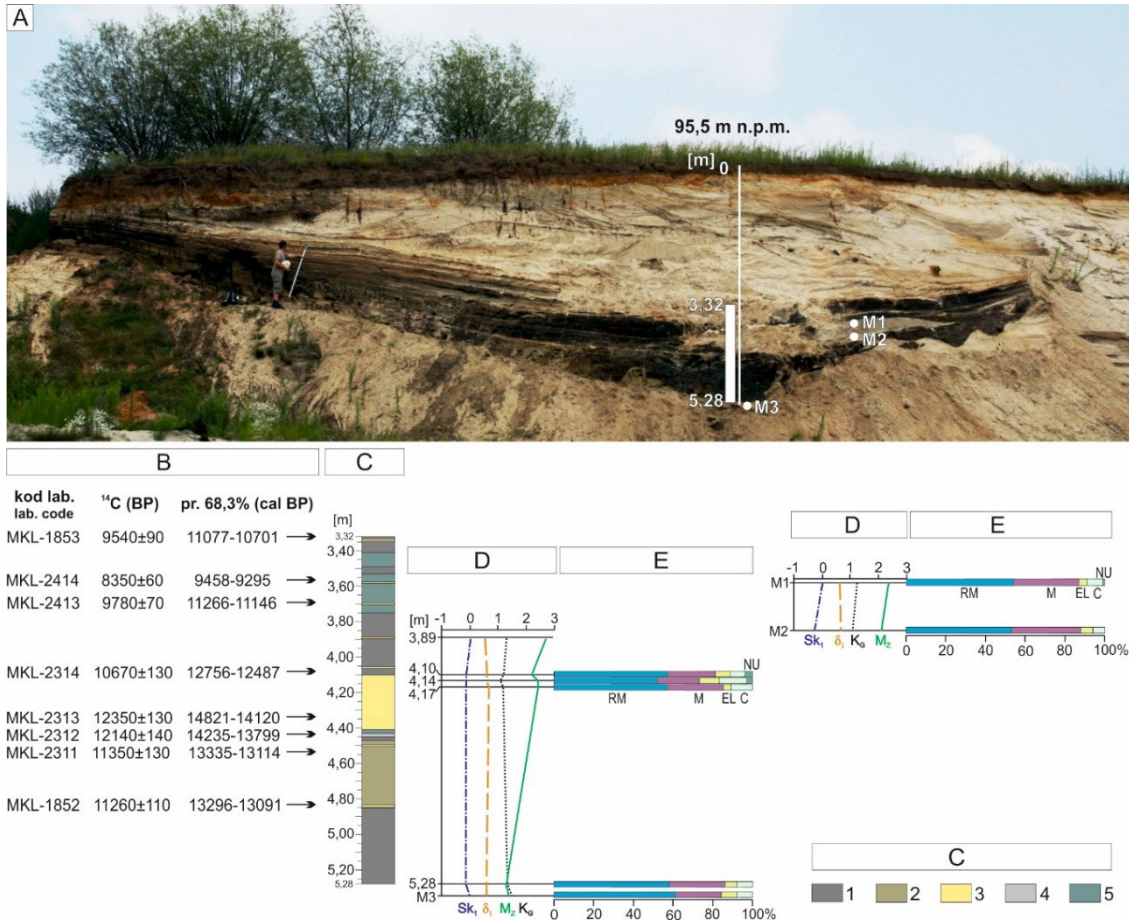 A
95,5 m n.p.m.
[m]
0
3,32
M1
M2
5,28
M3
B
C
kod lab. ¹⁴C (BP) pr. 68,3% (cal BP)
lab. code
MKL-1853 9540±90 11077-10701
MKL-2414 8350±60 9458-9295
MKL-2413 9780±70 11266-11146
MKL-2314 10670±130 12756-12487
MKL-2313 12350±130 14821-14120
MKL-2312 12140±140 14235-13799
MKL-2311 11350±130 13335-13114
MKL-1852 11260±110 13296-13091
[m]
3,32
3,40
3,60
3,80
4,00
4,20
4,40
4,60
4,80
5,00
5,20
5,28
D E
-1 0 1 2 3
[m]
3,89
4,10
4,14
4,17
NU
RM M EL C
5,28
M3
Sk₁ δ₁ M_Z K_G
0 20 40 60 80 100%
D E
-1 0 1 2 3
NU
M1
RM M EL C
M2
Sk₁ δ₁ K_G M_Z
0 20 40 60 80 100%
C
1 2 3 4 5